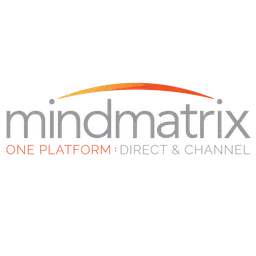 mindmatrix
ONE PLATFORM : DIRECT & CHANNEL